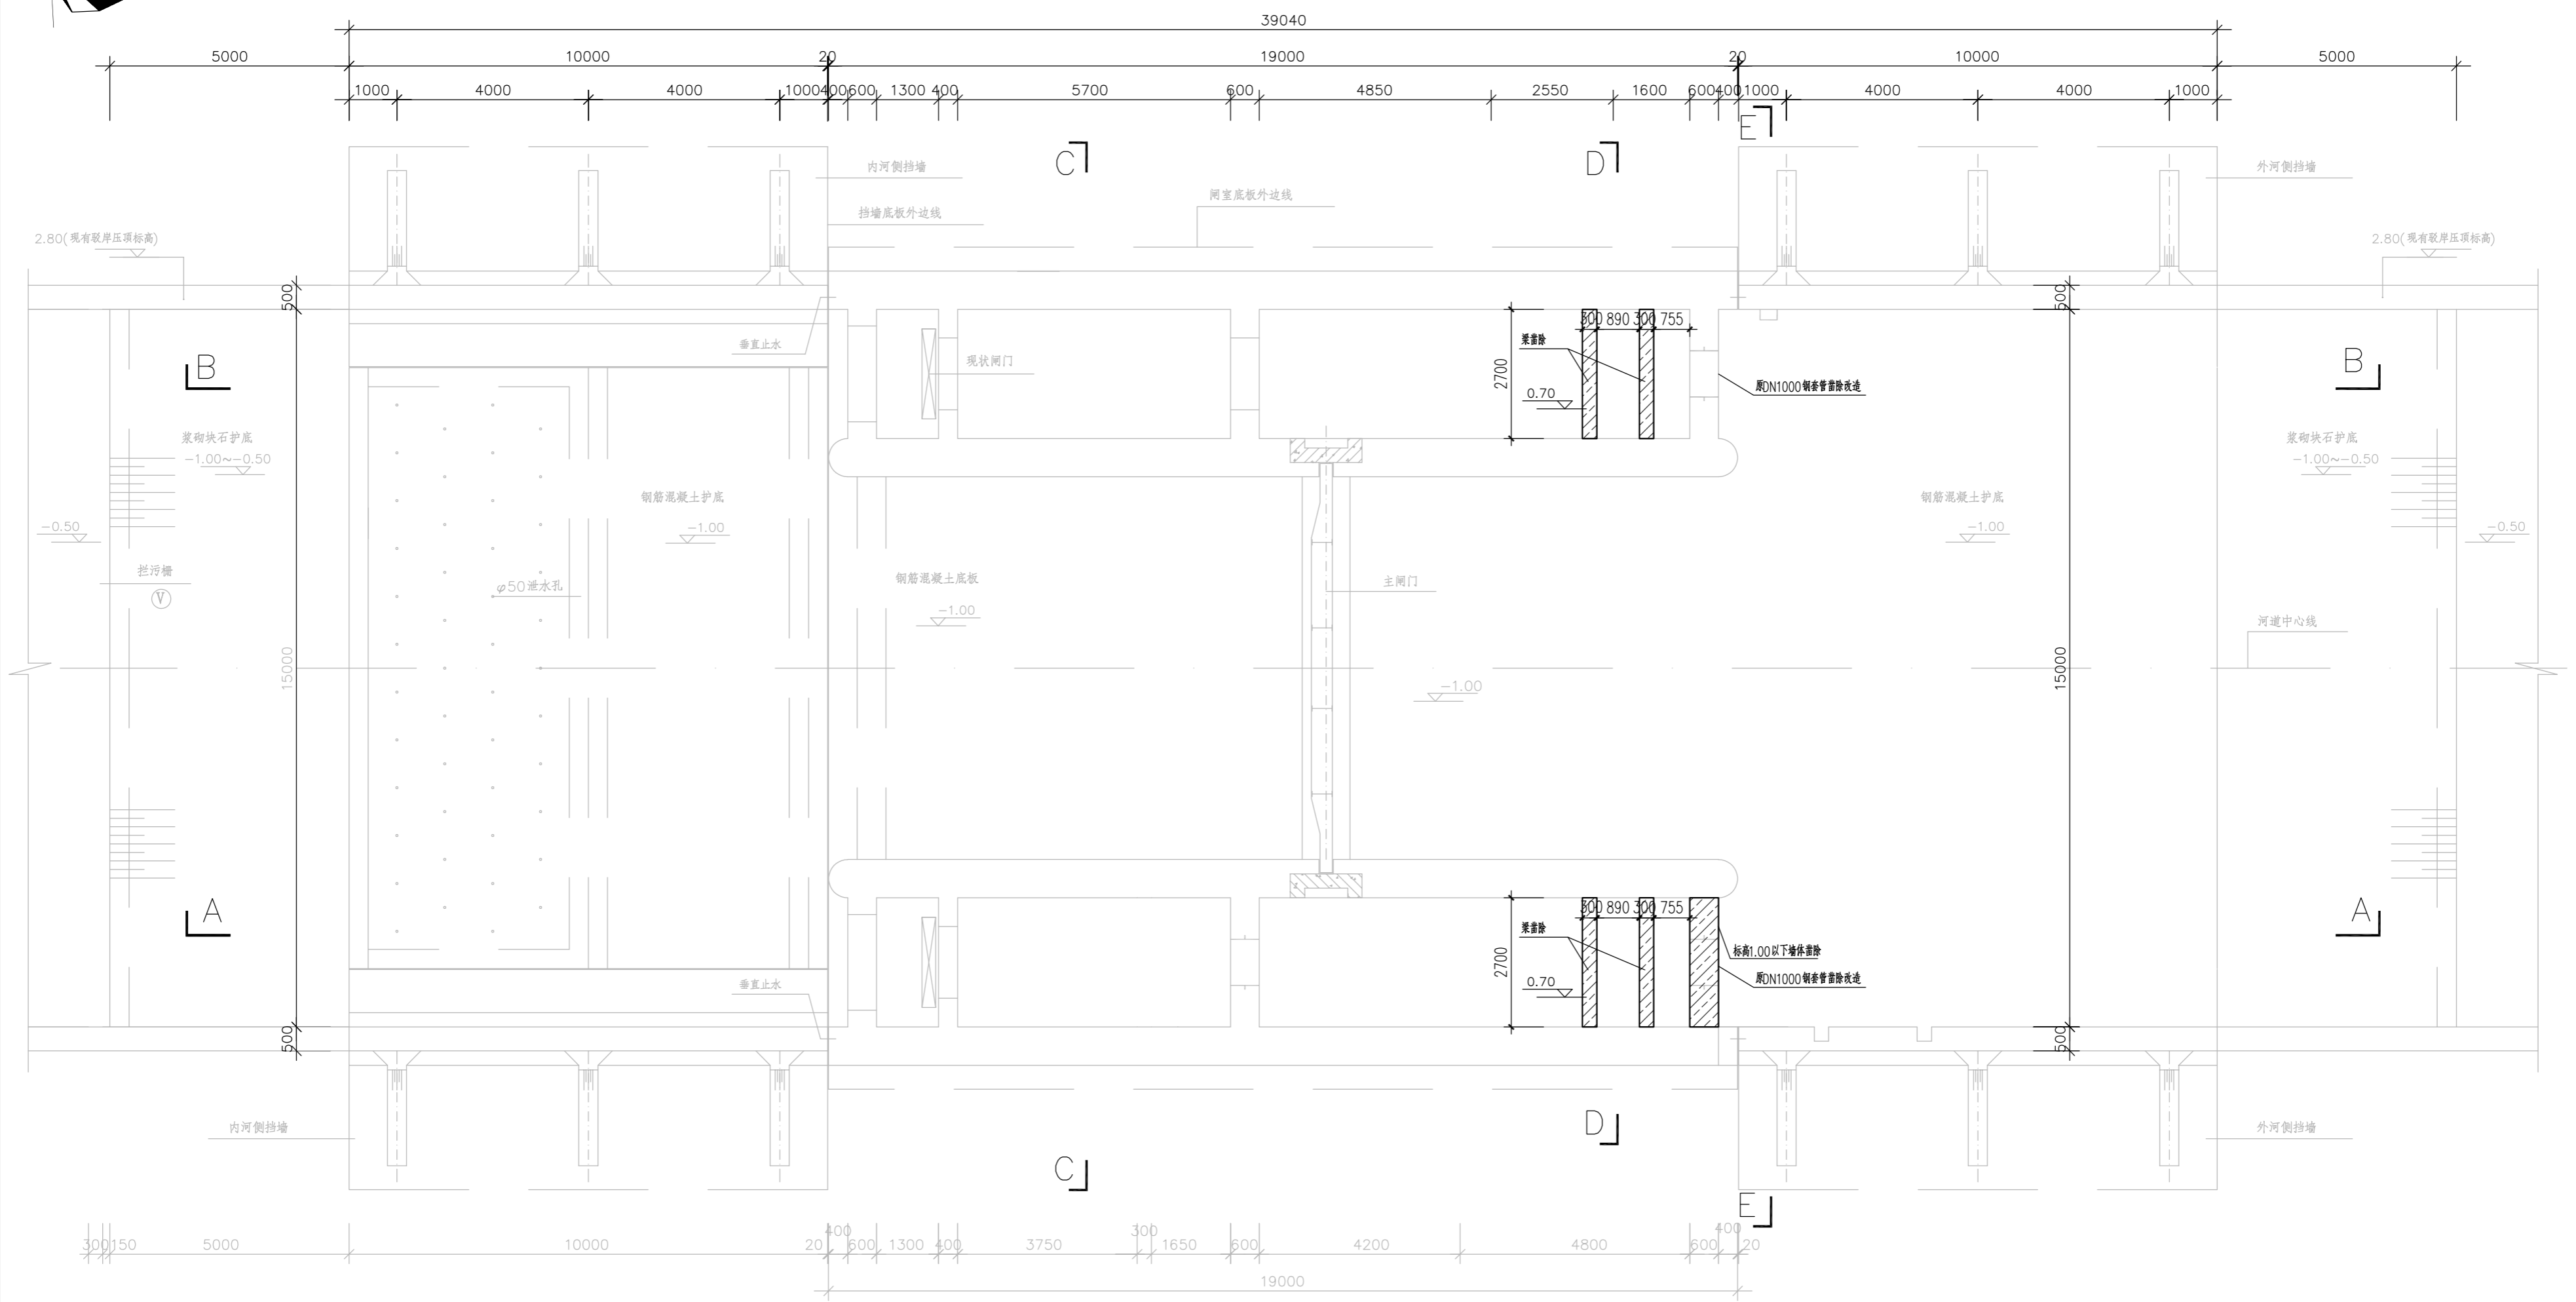 39040
5000 10000 20 19000 20 10000 5000
1000 4000 4000 1000 400 600 1300 400 5700 600 4850 2550 1600 600 400 1000 4000 4000 1000
E
C D
内河侧挡墙 外河侧挡墙
闸室底板外边线
挡墙底板外边线
2.80(现有驳岸压顶标高) 2.80(现有驳岸压顶标高)
500 500
300 890 300 755
垂直止水 梁凿除
现状闸门
B B
2700
原DN1000钢套管凿除改造
0.70
浆砌块石护底 浆砌块石护底
-1.00~-0.50 -1.00~-0.50
钢筋混凝土护底 钢筋混凝土护底
-0.50 -1.00 -1.00 -0.50
拦污栅 φ50泄水孔 钢筋混凝土底板 主闸门
V
-1.00
河道中心线
15000 15000
-1.00
A A
300 890 300 755
梁凿除
标高1.00以下墙体凿除
2700
垂直止水 0.70 原DN1000钢套管凿除改造
500 500
内河侧挡墙 D 外河侧挡墙
C
E
300 150 5000 10000 20 400 600 1300 400 3750 300 1650 600 4200 4800 600 400 20
19000